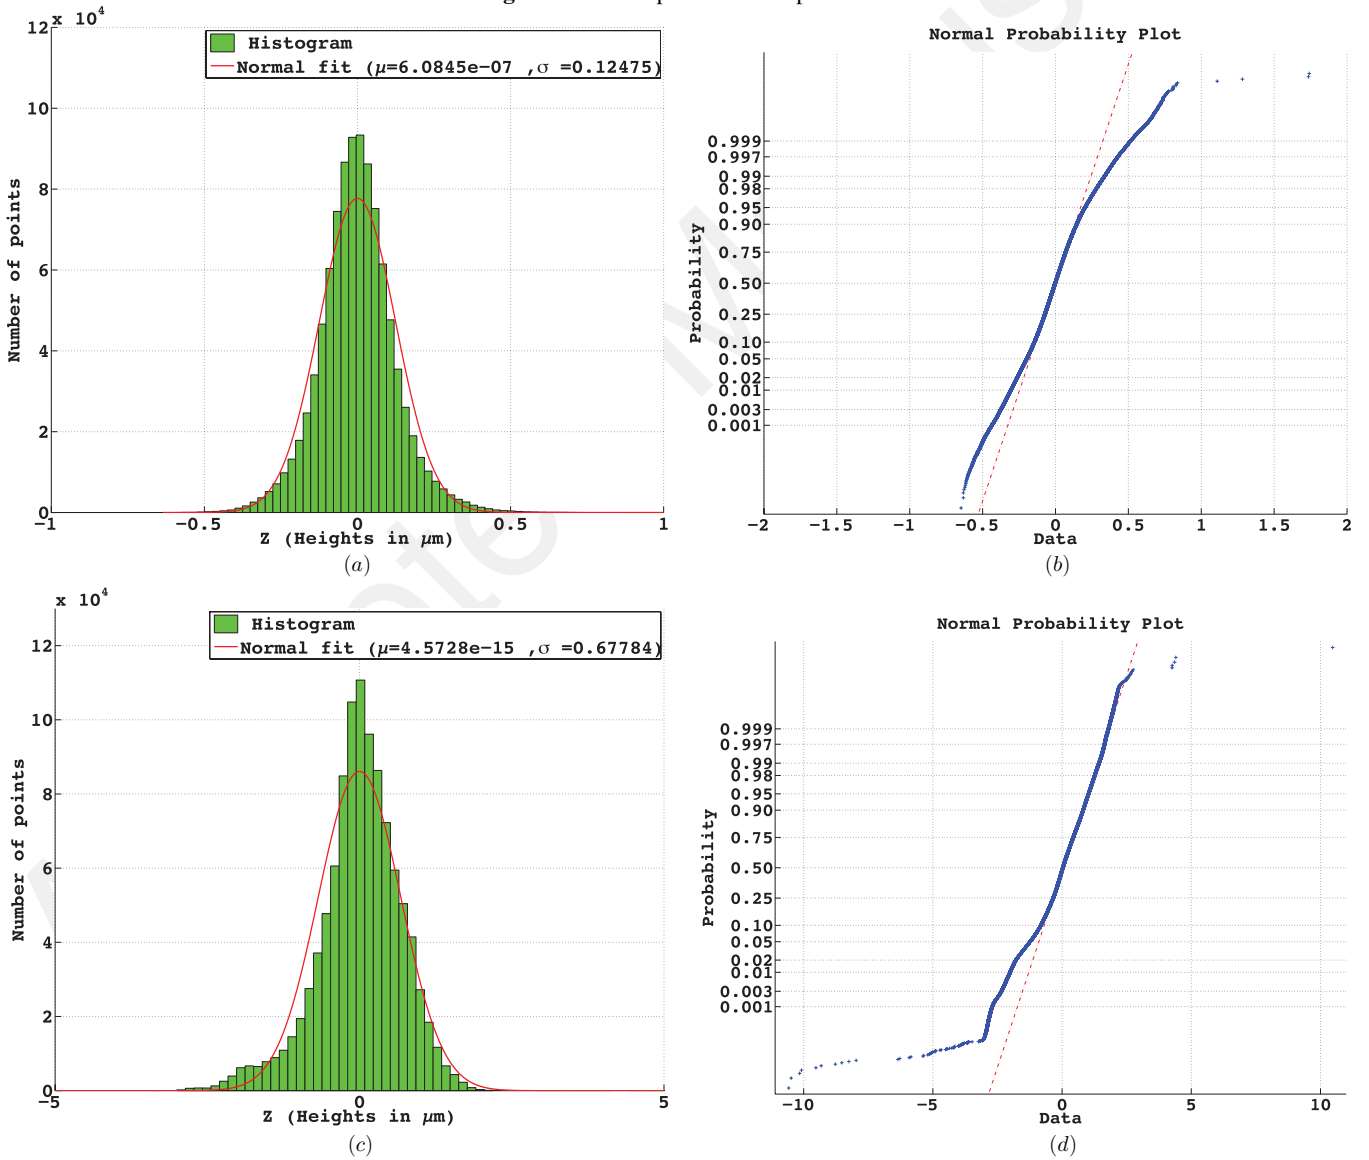 x 10⁴
12
10
8
6
4
2
0
Number of points
Histogram
Normal fit (μ=6.0845e-07 ,σ =0.12475)
−1 −0.5 0 0.5 1
Z (Heights in μm)
(a)
Normal Probability Plot
0.999
0.997
0.99
0.98
0.95
0.90
0.75
0.50
0.25
0.10
0.05
0.02
0.01
0.003
0.001
Probability
−2 −1.5 −1 −0.5 0 0.5 1 1.5 2
Data
(b)
x 10⁴
12
10
8
6
4
2
0
Number of points
Histogram
Normal fit (μ=4.5728e-15 ,σ =0.67784)
−5 0 5
Z (Heights in μm)
(c)
Normal Probability Plot
0.999
0.997
0.99
0.98
0.95
0.90
0.75
0.50
0.25
0.10
0.05
0.02
0.01
0.003
0.001
Probability
−10 −5 0 5 10
Data
(d)